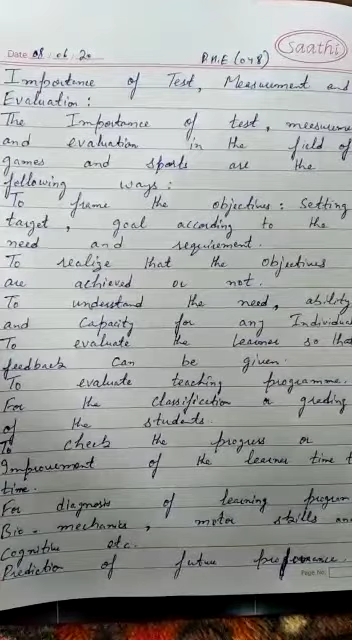 Saathi
Date 08/06/20
P.H.E (048)
Importance of Test, Measurement and
Evaluation:
The Importance of test, measureme
and evaluation in the field of
games and sports are the
following ways:
To frame the objectives: Setting
target, goal according to the
need and requirement.
To realize that the objectives
are achieved or not.
To understand the need, ability
and capacity for any Individual
To evaluate the learner so that
feedback can be given.
To evaluate teaching programme.
For the classification or grading
of the students.
To check the progress or
Improvement of the learner time t
time.
For diagnosis of learning program
Bio-mechanics, motor skills and
cognitive etc.
Prediction of future performance.
Page No.